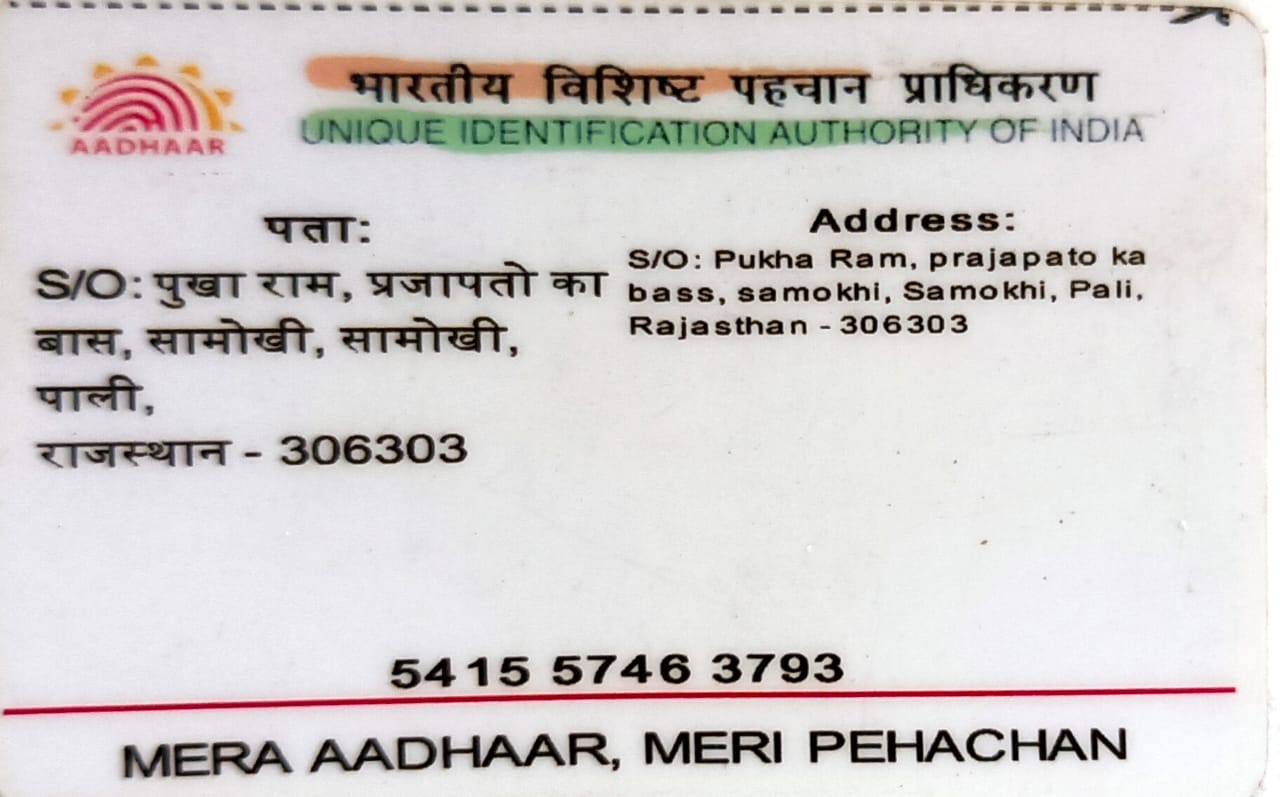 AADHAAR
भारतीय विशिष्ट पहचान प्राधिकरण
UNIQUE IDENTIFICATION AUTHORITY OF INDIA
पता:
S/O: पुखा राम, प्रजापतो का
बास, सामोखी, सामोखी,
पाली,
राजस्थान - 306303
Address:
S/O: Pukha Ram, prajapato ka
bass, samokhi, Samokhi, Pali,
Rajasthan - 306303
5415 5746 3793
MERA AADHAAR, MERI PEHACHAN